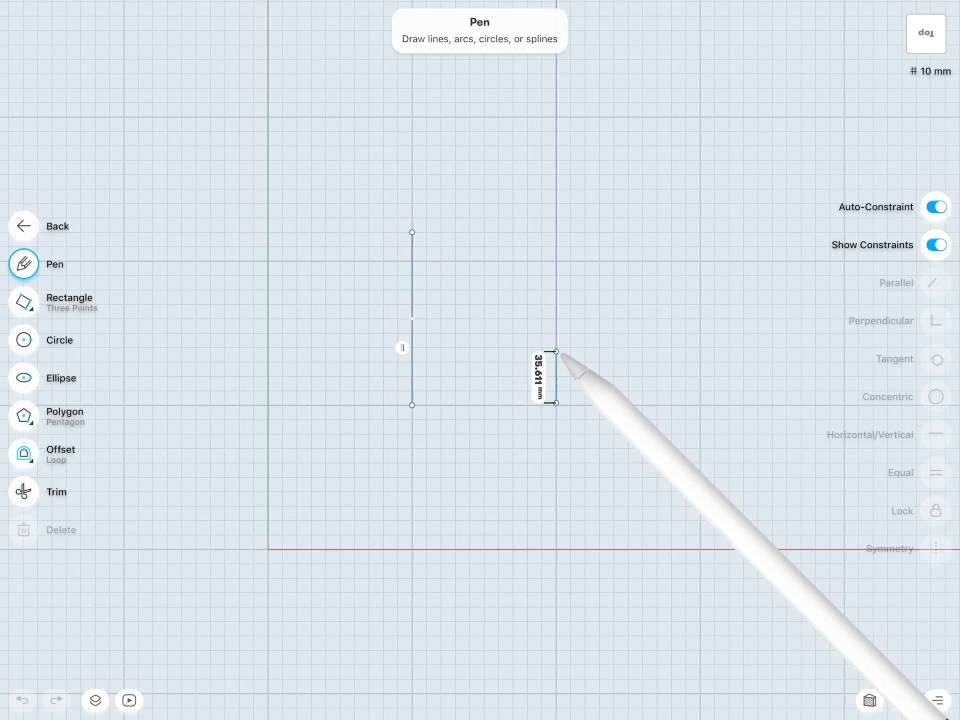 Pen
Draw lines, arcs, circles, or splines
Top
# 10 mm
Back
Pen
Rectangle
Three Points
Circle
Ellipse
Polygon
Pentagon
Offset
Loop
Trim
Delete
35.611 mm
Auto-Constraint
Show Constraints
Parallel
Perpendicular
Tangent
Concentric
Horizontal/Vertical
Equal
Lock
Symmetry